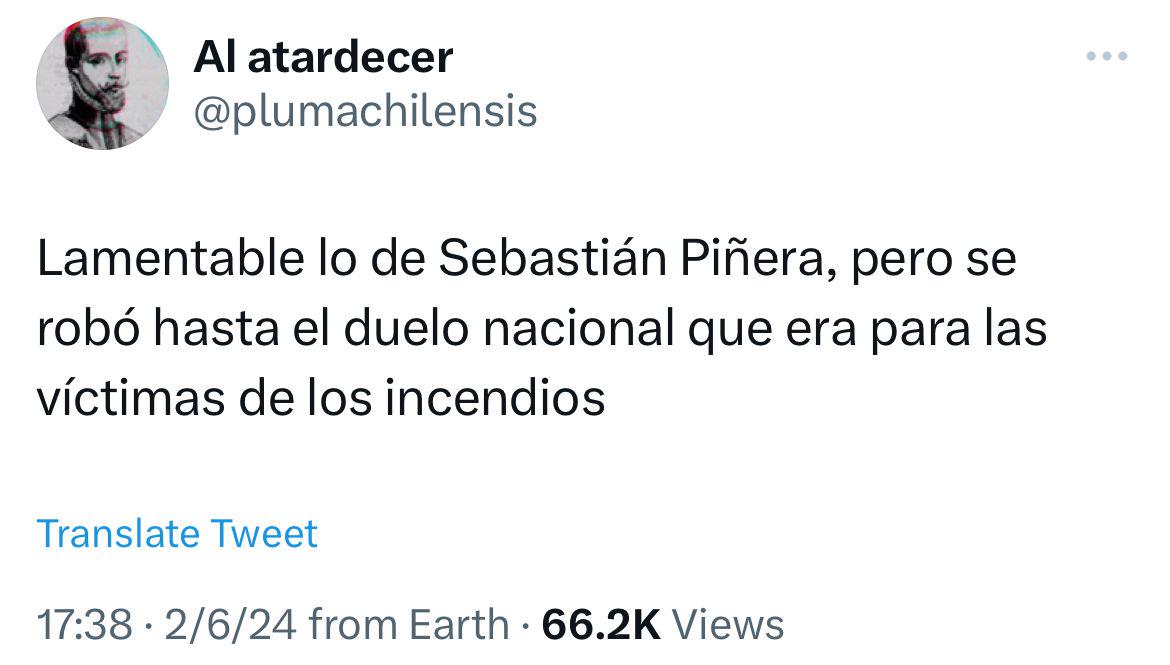 Al atardecer
@plumachilensis
Lamentable lo de Sebastián Piñera, pero se
robó hasta el duelo nacional que era para las
víctimas de los incendios
Translate Tweet
17:38 · 2/6/24 from Earth · 66.2K Views